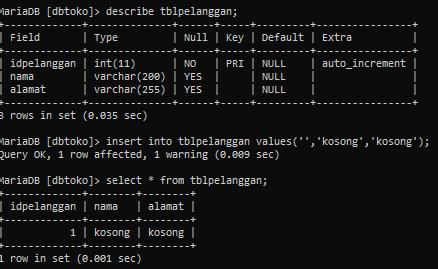 MariaDB [dbtoko]> describe tblpelanggan;
+-------------+--------------+------+-----+---------+----------------+
| Field       | Type         | Null | Key | Default | Extra          |
+-------------+--------------+------+-----+---------+----------------+
| idpelanggan | int(11)      | NO   | PRI | NULL    | auto_increment |
| nama        | varchar(200) | YES  |     | NULL    |                |
| alamat      | varchar(255) | YES  |     | NULL    |                |
+-------------+--------------+------+-----+---------+----------------+
3 rows in set (0.035 sec)
MariaDB [dbtoko]> insert into tblpelanggan values('','kosong','kosong');
Query OK, 1 row affected, 1 warning (0.009 sec)
MariaDB [dbtoko]> select * from tblpelanggan;
+-------------+--------+--------+
| idpelanggan | nama   | alamat |
+-------------+--------+--------+
|           1 | kosong | kosong |
+-------------+--------+--------+
1 row in set (0.001 sec)